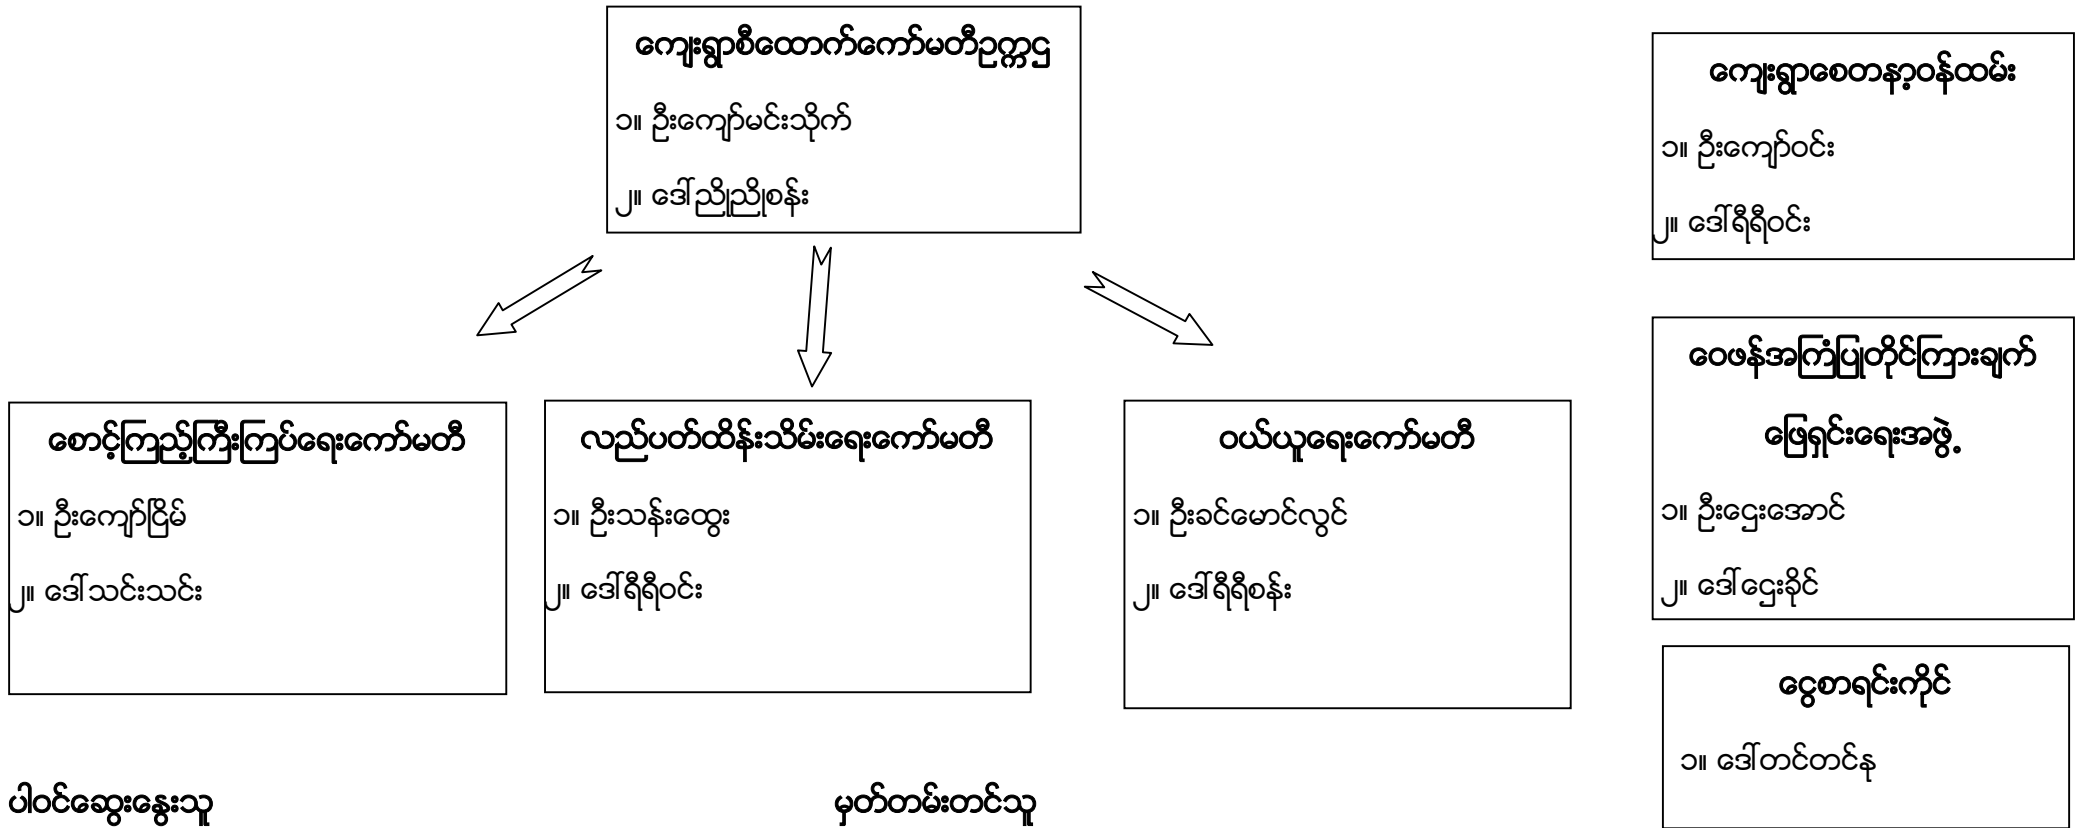 ကျေးရွာစီထောက်ကော်မတီဥက္ကဌ
၁။ ဦးကျော်မင်းသိုက်
၂။ ဒေါ်ညိုညိုစန်း
ကျေးရွာစေတနာ့ဝန်ထမ်း
၁။ ဦးကျော်ဝင်း
၂။ ဒေါ်ရီရီဝင်း
စောင့်ကြည့်ကြီးကြပ်ရေးကော်မတီ
၁။ ဦးကျော်ငြိမ်
၂။ ဒေါ်သင်းသင်း
လည်ပတ်ထိန်းသိမ်းရေးကော်မတီ
၁။ ဦးသန်းထွေး
၂။ ဒေါ်ရီရီဝင်း
ဝယ်ယူရေးကော်မတီ
၁။ ဦးခင်မောင်လွင်
၂။ ဒေါ်ရီရီစန်း
ဝေဖန်အကြံပြုတိုင်ကြားချက်
ဖြေရှင်းရေးအဖွဲ့
၁။ ဦးဌေးအောင်
၂။ ဒေါ်ဌေးခိုင်
ငွေစာရင်းကိုင်
၁။ ဒေါ်တင်တင်နု
ပါဝင်ဆွေးနွေးသူ
မှတ်တမ်းတင်သူ